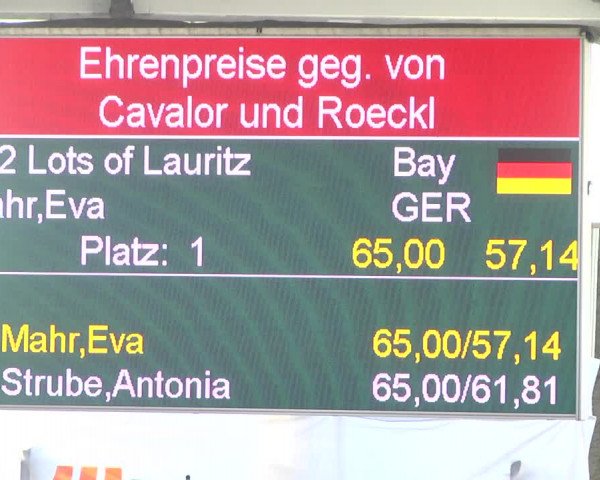 Ehrenpreise geg. von
Cavalor und Roeckl
2 Lots of Lauritz Bay
ahr,Eva GER
Platz: 1 65,00 57,14
Mahr,Eva 65,00/57,14
Strube,Antonia 65,00/61,81